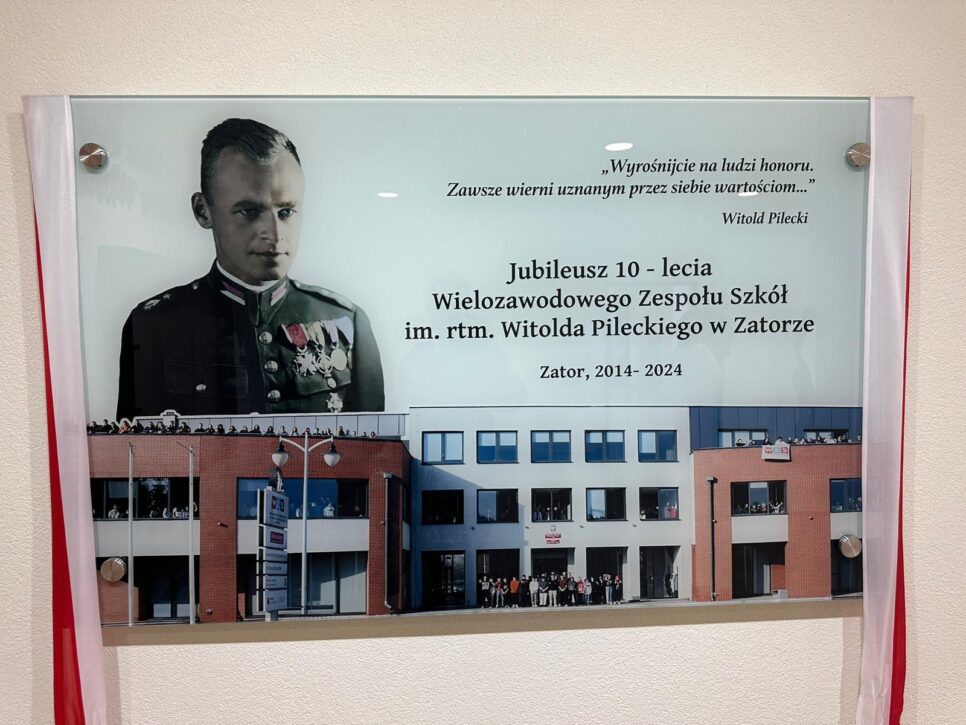 „Wyrośnijcie na ludzi honoru.
Zawsze wierni uznanym przez siebie wartościom...”
Witold Pilecki
Jubileusz 10 - lecia
Wielozawodowego Zespołu Szkół
im. rtm. Witolda Pileckiego w Zatorze
Zator, 2014- 2024